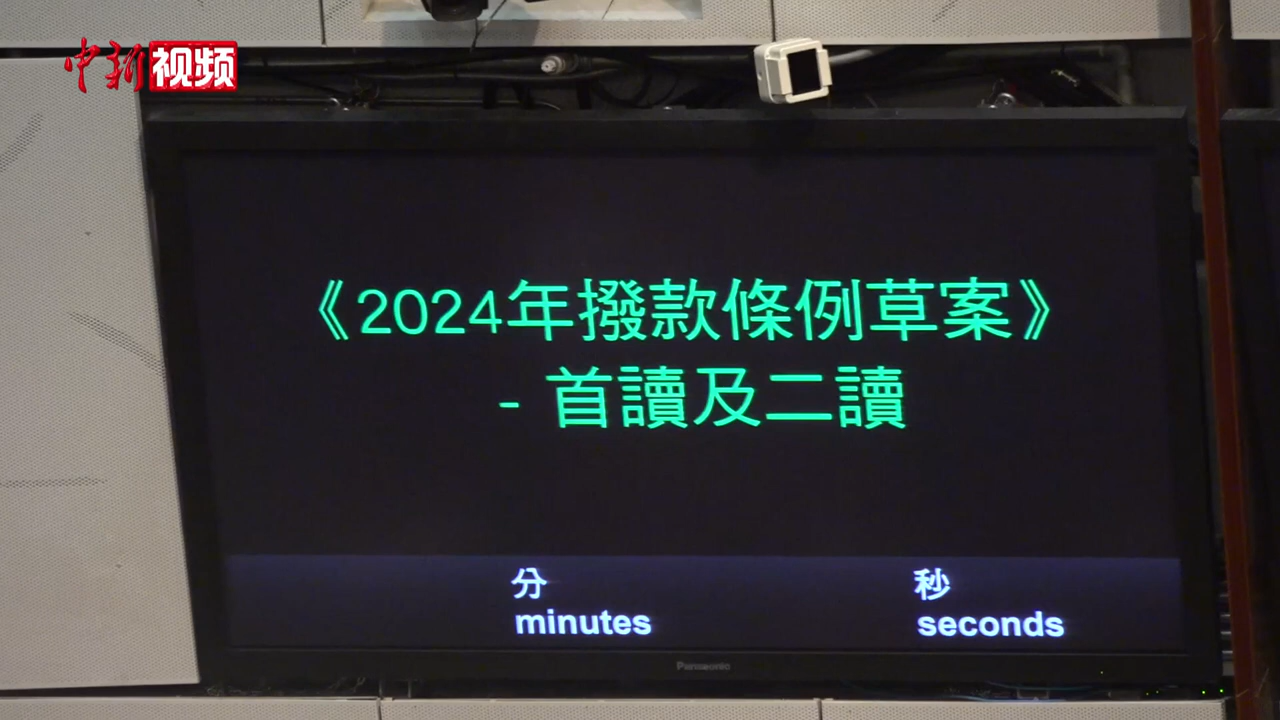 中新视频
《2024年撥款條例草案》
- 首讀及二讀
分 秒
minutes seconds
Panasonic